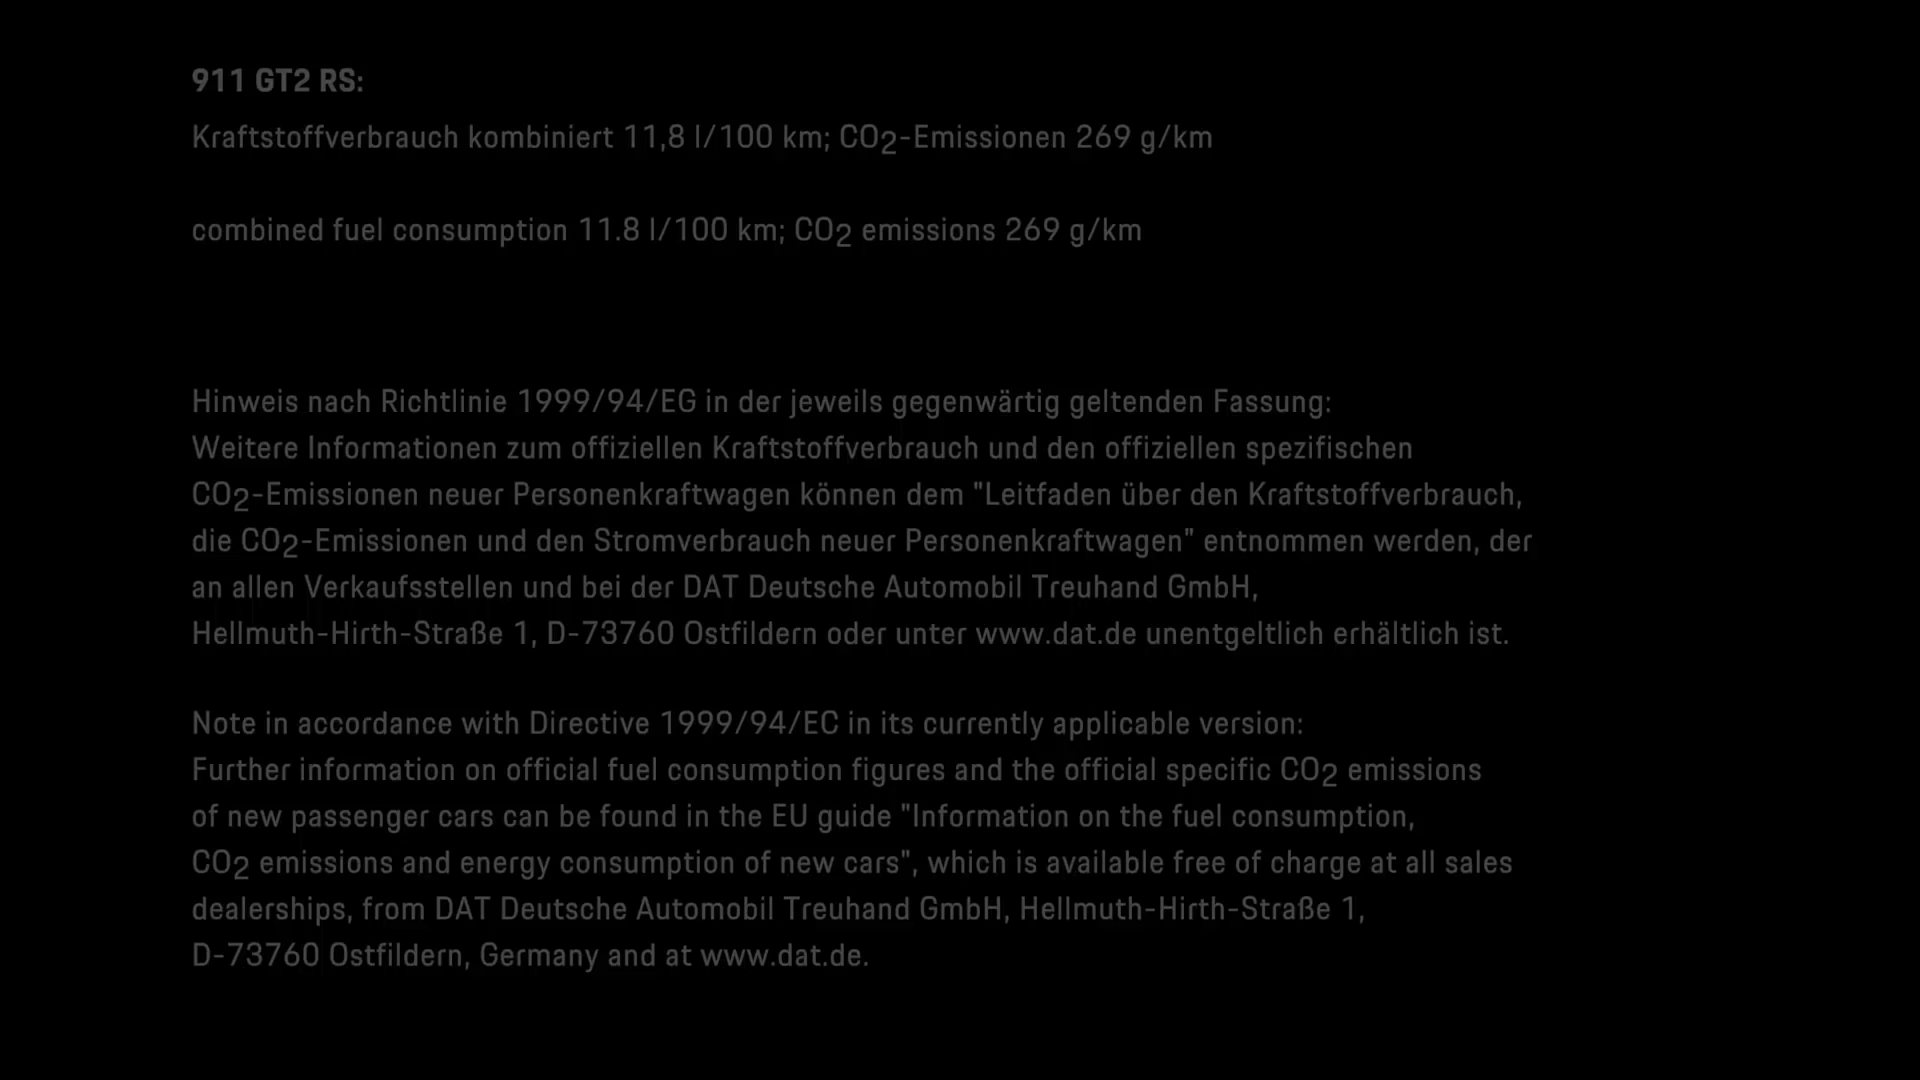 911 GT2 RS:
Kraftstoffverbrauch kombiniert 11,8 l/100 km; CO2-Emissionen 269 g/km
combined fuel consumption 11.8 l/100 km; CO2 emissions 269 g/km
Hinweis nach Richtlinie 1999/94/EG in der jeweils gegenwärtig geltenden Fassung:
Weitere Informationen zum offiziellen Kraftstoffverbrauch und den offiziellen spezifischen
CO2-Emissionen neuer Personenkraftwagen können dem "Leitfaden über den Kraftstoffverbrauch,
die CO2-Emissionen und den Stromverbrauch neuer Personenkraftwagen" entnommen werden, der
an allen Verkaufsstellen und bei der DAT Deutsche Automobil Treuhand GmbH,
Hellmuth-Hirth-Straße 1, D-73760 Ostfildern oder unter www.dat.de unentgeltlich erhältlich ist.
Note in accordance with Directive 1999/94/EC in its currently applicable version:
Further information on official fuel consumption figures and the official specific CO2 emissions
of new passenger cars can be found in the EU guide "Information on the fuel consumption,
CO2 emissions and energy consumption of new cars", which is available free of charge at all sales
dealerships, from DAT Deutsche Automobil Treuhand GmbH, Hellmuth-Hirth-Straße 1,
D-73760 Ostfildern, Germany and at www.dat.de.